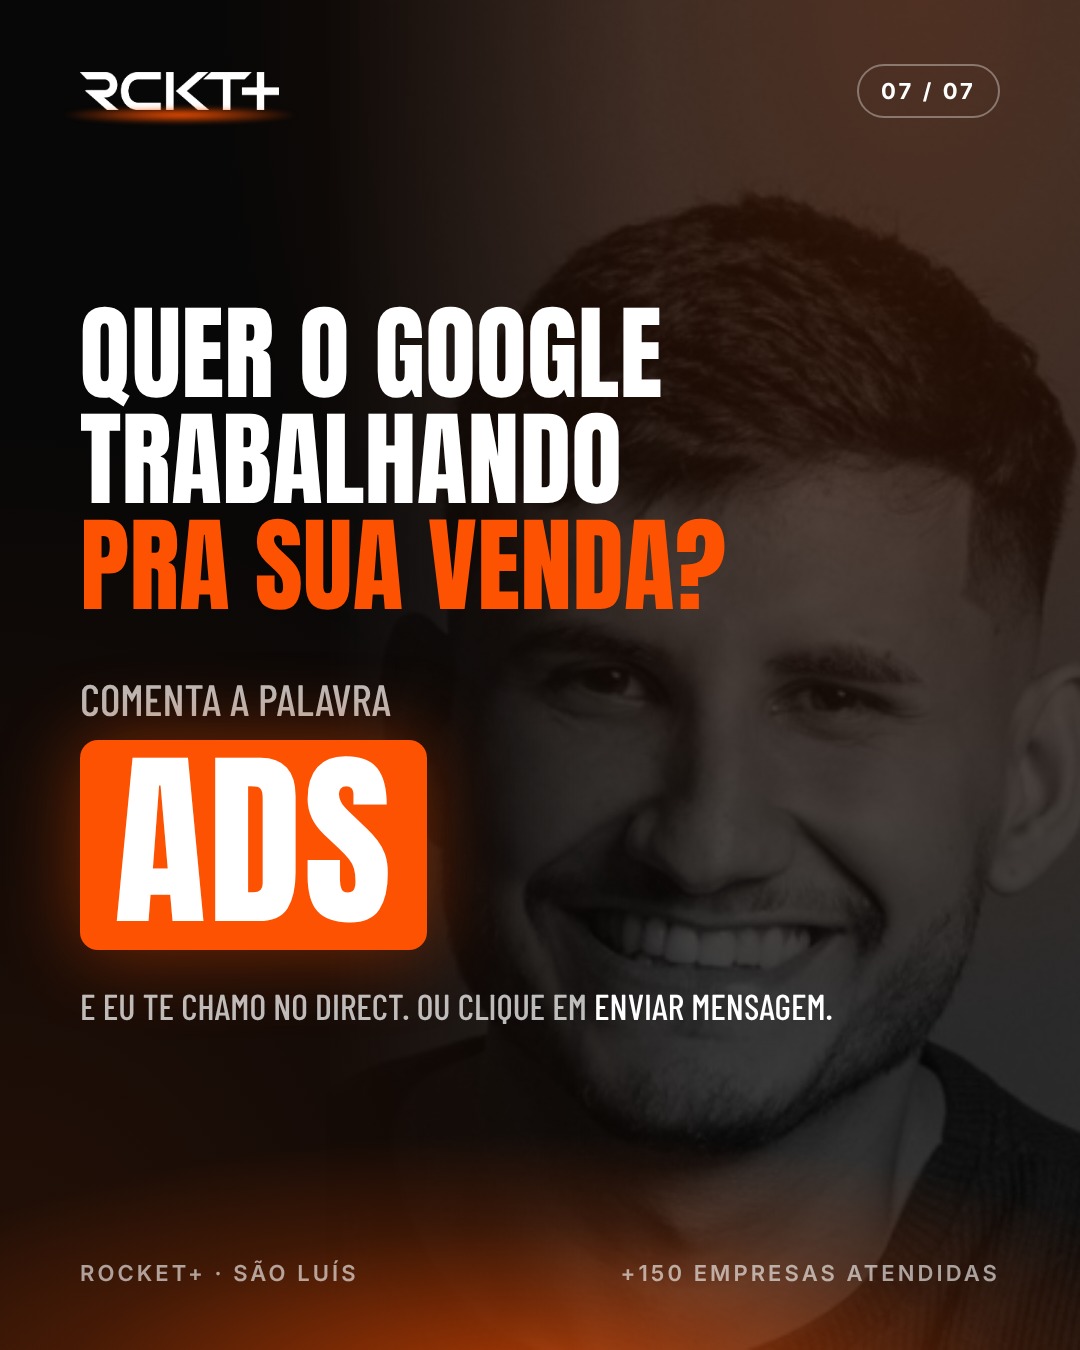 RCKT+
07 / 07
QUER O GOOGLE
TRABALHANDO
PRA SUA VENDA?
COMENTA A PALAVRA
ADS
E EU TE CHAMO NO DIRECT. OU CLIQUE EM ENVIAR MENSAGEM.
ROCKET+ · SÃO LUÍS
+150 EMPRESAS ATENDIDAS